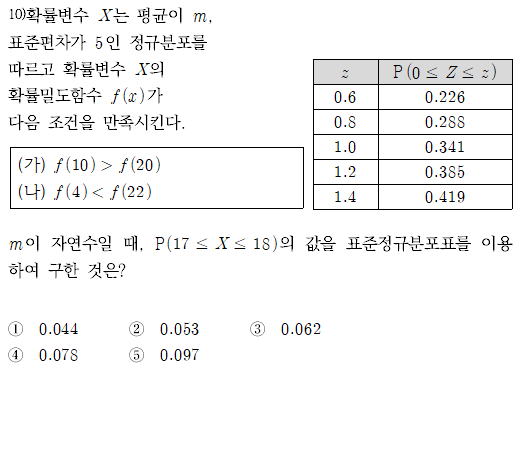 10)확률변수 X는 평균이 m,
표준편차가 5인 정규분포를
따르고 확률변수 X의
확률밀도함수 f(x)가
다음 조건을 만족시킨다.
(가) f(10) > f(20)
(나) f(4) < f(22)
z P(0 ≤ Z ≤ z)
0.6 0.226
0.8 0.288
1.0 0.341
1.2 0.385
1.4 0.419
m이 자연수일 때, P(17 ≤ X ≤ 18)의 값을 표준정규분포표를 이용
하여 구한 것은?
① 0.044 ② 0.053 ③ 0.062
④ 0.078 ⑤ 0.097